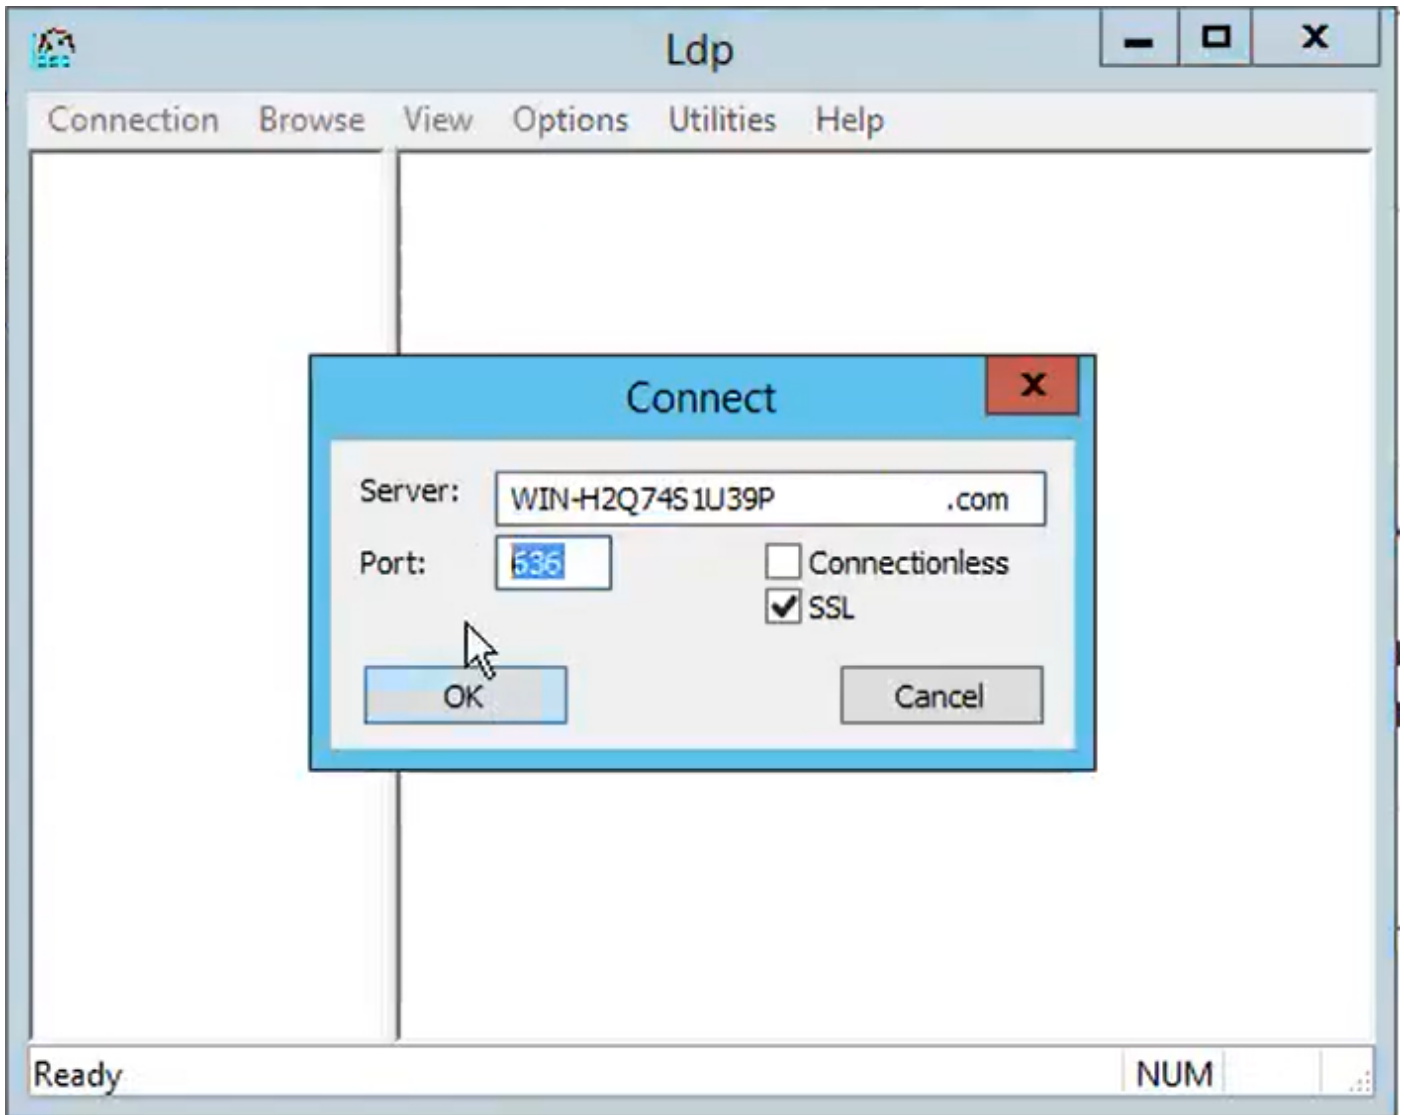 Ldp
Connection Browse View Options Utilities Help
Connect
Server: WIN-H2Q74S1U39P .com
Port: 636 Connectionless
SSL
OK Cancel
Ready NUM